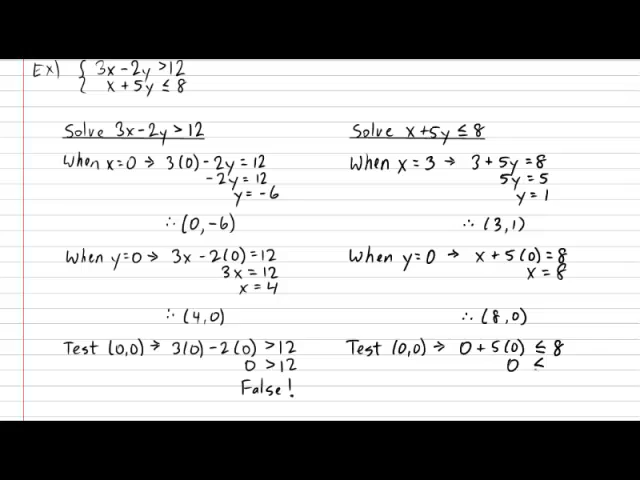 Ex) { 3x - 2y > 12
x + 5y ≤ 8
Solve 3x - 2y > 12
When x = 0 → 3(0) - 2y = 12
-2y = 12
y = -6
∴ (0, -6)
When y = 0 → 3x - 2(0) = 12
3x = 12
x = 4
∴ (4, 0)
Test (0,0) → 3(0) - 2(0) > 12
0 > 12
False!
Solve x + 5y ≤ 8
When x = 3 → 3 + 5y = 8
5y = 5
y = 1
∴ (3, 1)
When y = 0 → x + 5(0) = 8
x = 8
∴ (8, 0)
Test (0,0) → 0 + 5(0) ≤ 8
0 ≤